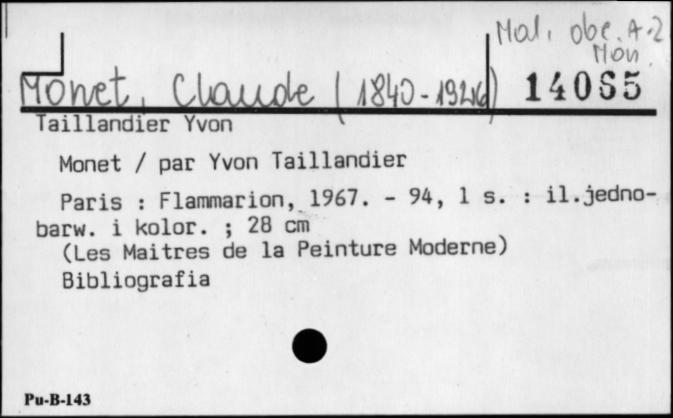 Mal. obc. A-2
Mon.
Monet, Claude (1840-1926) 14085
Taillandier Yvon
Monet / par Yvon Taillandier
Paris : Flammarion, 1967. - 94, 1 s. : il.jedno-
barw. i kolor. ; 28 cm
(Les Maitres de la Peinture Moderne)
Bibliografia
Pu-B-143